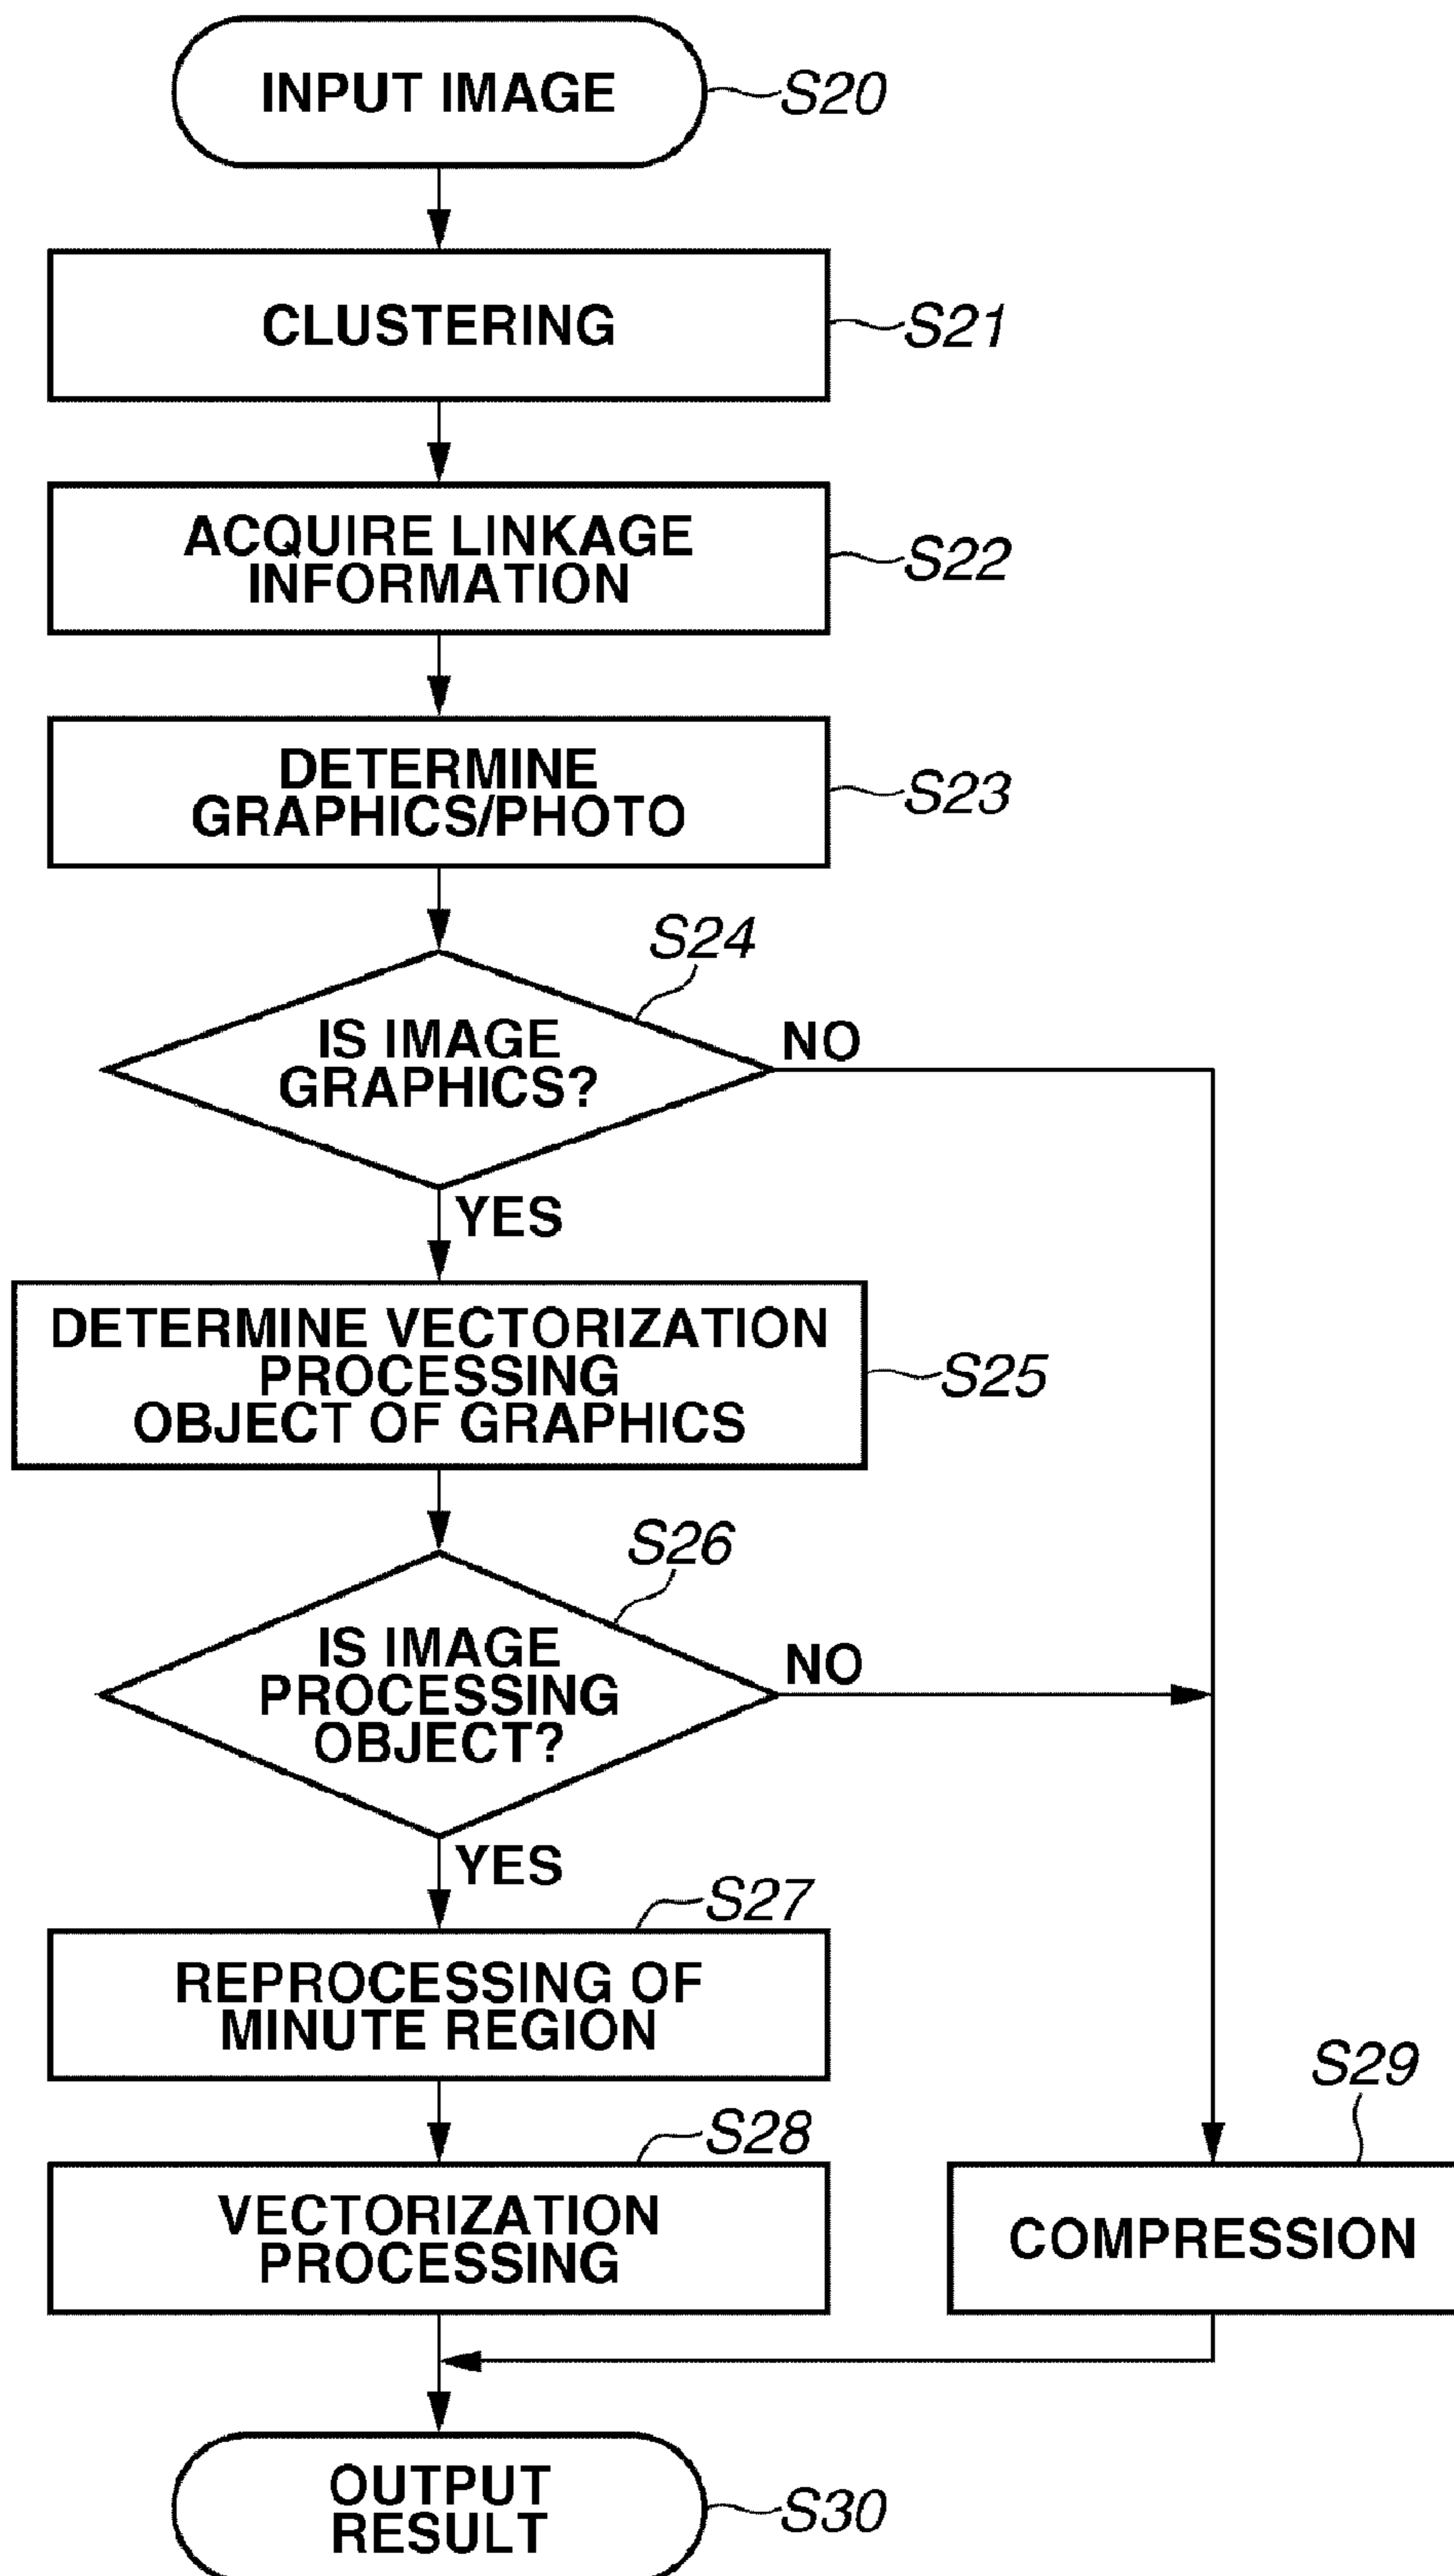 INPUT IMAGE
S20
CLUSTERING
S21
ACQUIRE LINKAGE
INFORMATION
S22
DETERMINE
GRAPHICS/PHOTO
S23
S24
IS IMAGE
GRAPHICS?
NO
YES
DETERMINE VECTORIZATION
PROCESSING
OBJECT OF GRAPHICS
S25
S26
IS IMAGE
PROCESSING
OBJECT?
NO
YES
S27
REPROCESSING OF
MINUTE REGION
S28
VECTORIZATION
PROCESSING
S29
COMPRESSION
OUTPUT
RESULT
S30